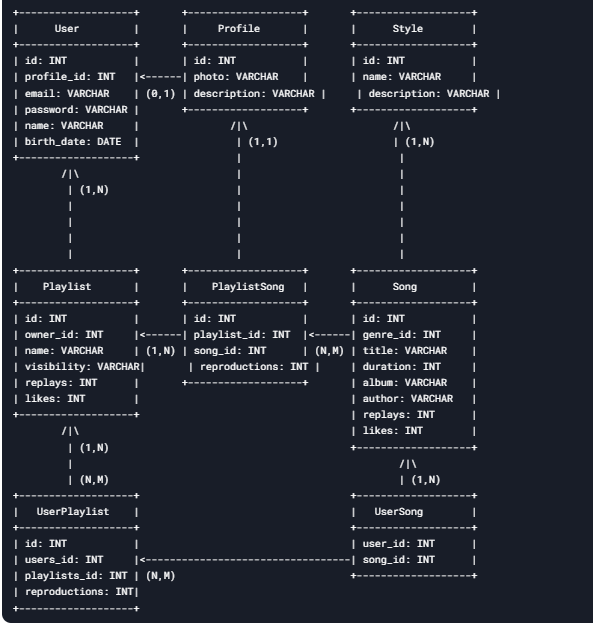 +-------------------+      +-------------------+      +-------------------+
|      User         |      |     Profile       |      |      Style        |
+-------------------+      +-------------------+      +-------------------+
| id: INT           |      | id: INT           |      | id: INT           |
| profile_id: INT   |<------| photo: VARCHAR    |      | name: VARCHAR     |
| email: VARCHAR    | (0,1) | description: VARCHAR |     | description: VARCHAR |
| password: VARCHAR |      +-------------------+      +-------------------+
| name: VARCHAR     |              /|\                       /|\
| birth_date: DATE  |               | (1,1)                   | (1,N)
+-------------------+               |                         |
        /|\                         |                         |
         | (1,N)                    |                         |
         |                          |                         |
         |                          |                         |
         |                          |                         |
         |                          |                         |
+-------------------+      +-------------------+      +-------------------+
|    Playlist       |      |    PlaylistSong   |      |      Song         |
+-------------------+      +-------------------+      +-------------------+
| id: INT           |      | id: INT           |      | id: INT           |
| owner_id: INT     |<------| playlist_id: INT  |<------| genre_id: INT     |
| name: VARCHAR     | (1,N) | song_id: INT      | (N,M) | title: VARCHAR    |
| visibility: VARCHAR|      | reproductions: INT |     | duration: INT     |
| replays: INT      |      +-------------------+      | album: VARCHAR    |
| likes: INT        |                                 | author: VARCHAR   |
+-------------------+                                 | replays: INT      |
        /|\                                           | likes: INT        |
         | (1,N)                                      +-------------------+
         |                                                    /|\
         | (N,M)                                               | (1,N)
+-------------------+                                 +-------------------+
|   UserPlaylist    |                                 |   UserSong        |
+-------------------+                                 +-------------------+
| id: INT           |                                 | user_id: INT      |
| users_id: INT     |<----------------------------------| song_id: INT      |
| playlists_id: INT | (N,M)                           +-------------------+
| reproductions: INT|
+-------------------+